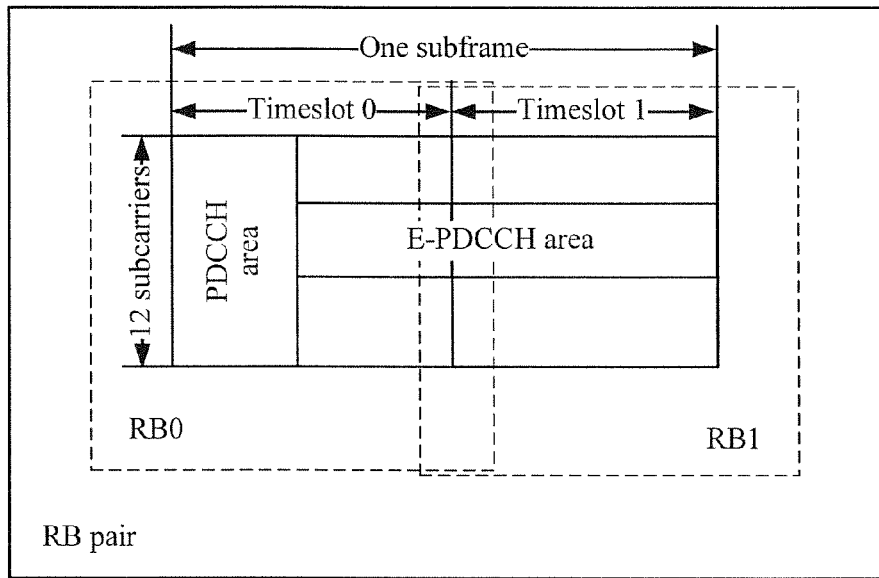 One subframe
Timeslot 0
Timeslot 1
12 subcarriers
PDCCH
area
E-PDCCH area
RB0
RB1
RB pair